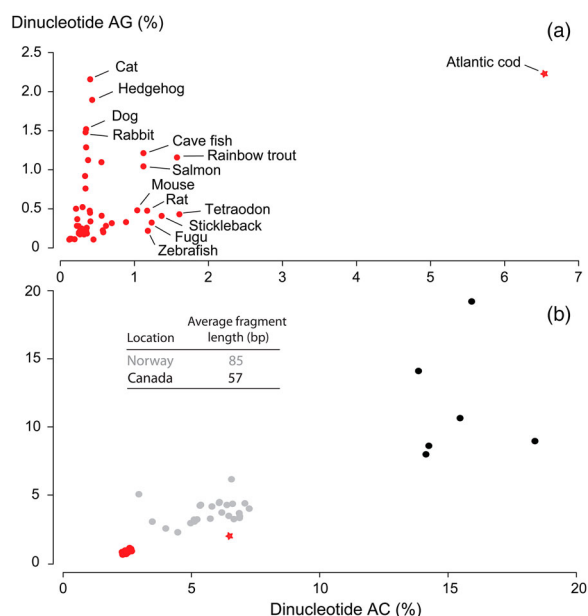 Dinucleotide AG (%)
(a)
2.5
2.0
1.5
1.0
0.5
0
Cat
Hedgehog
Dog
Rabbit
Atlantic cod
Cave fish
Rainbow trout
Salmon
Mouse
Rat
Tetraodon
Stickleback
Fugu
Zebrafish
0 1 2 3 4 5 6 7
(b)
20
15
10
5
0
Average fragment
Location length (bp)
Norway 85
Canada 57
0 5 10 15 20
Dinucleotide AC (%)